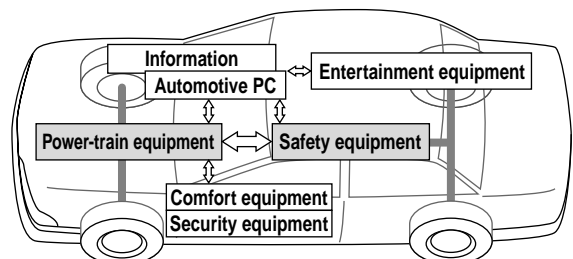 Information
Automotive PC
Entertainment equipment
Power-train equipment
Safety equipment
Comfort equipment
Security equipment